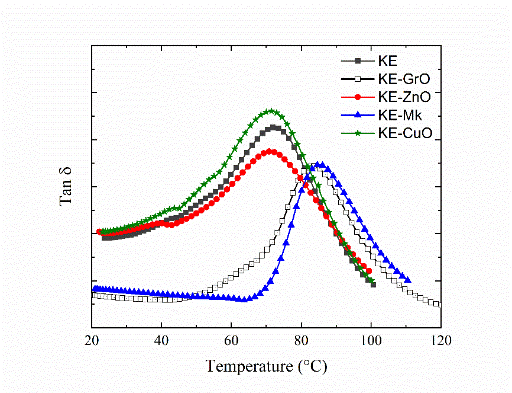 KE
KE-GrO
KE-ZnO
KE-Mk
KE-CuO
Tan δ
20 40 60 80 100 120
Temperature (°C)